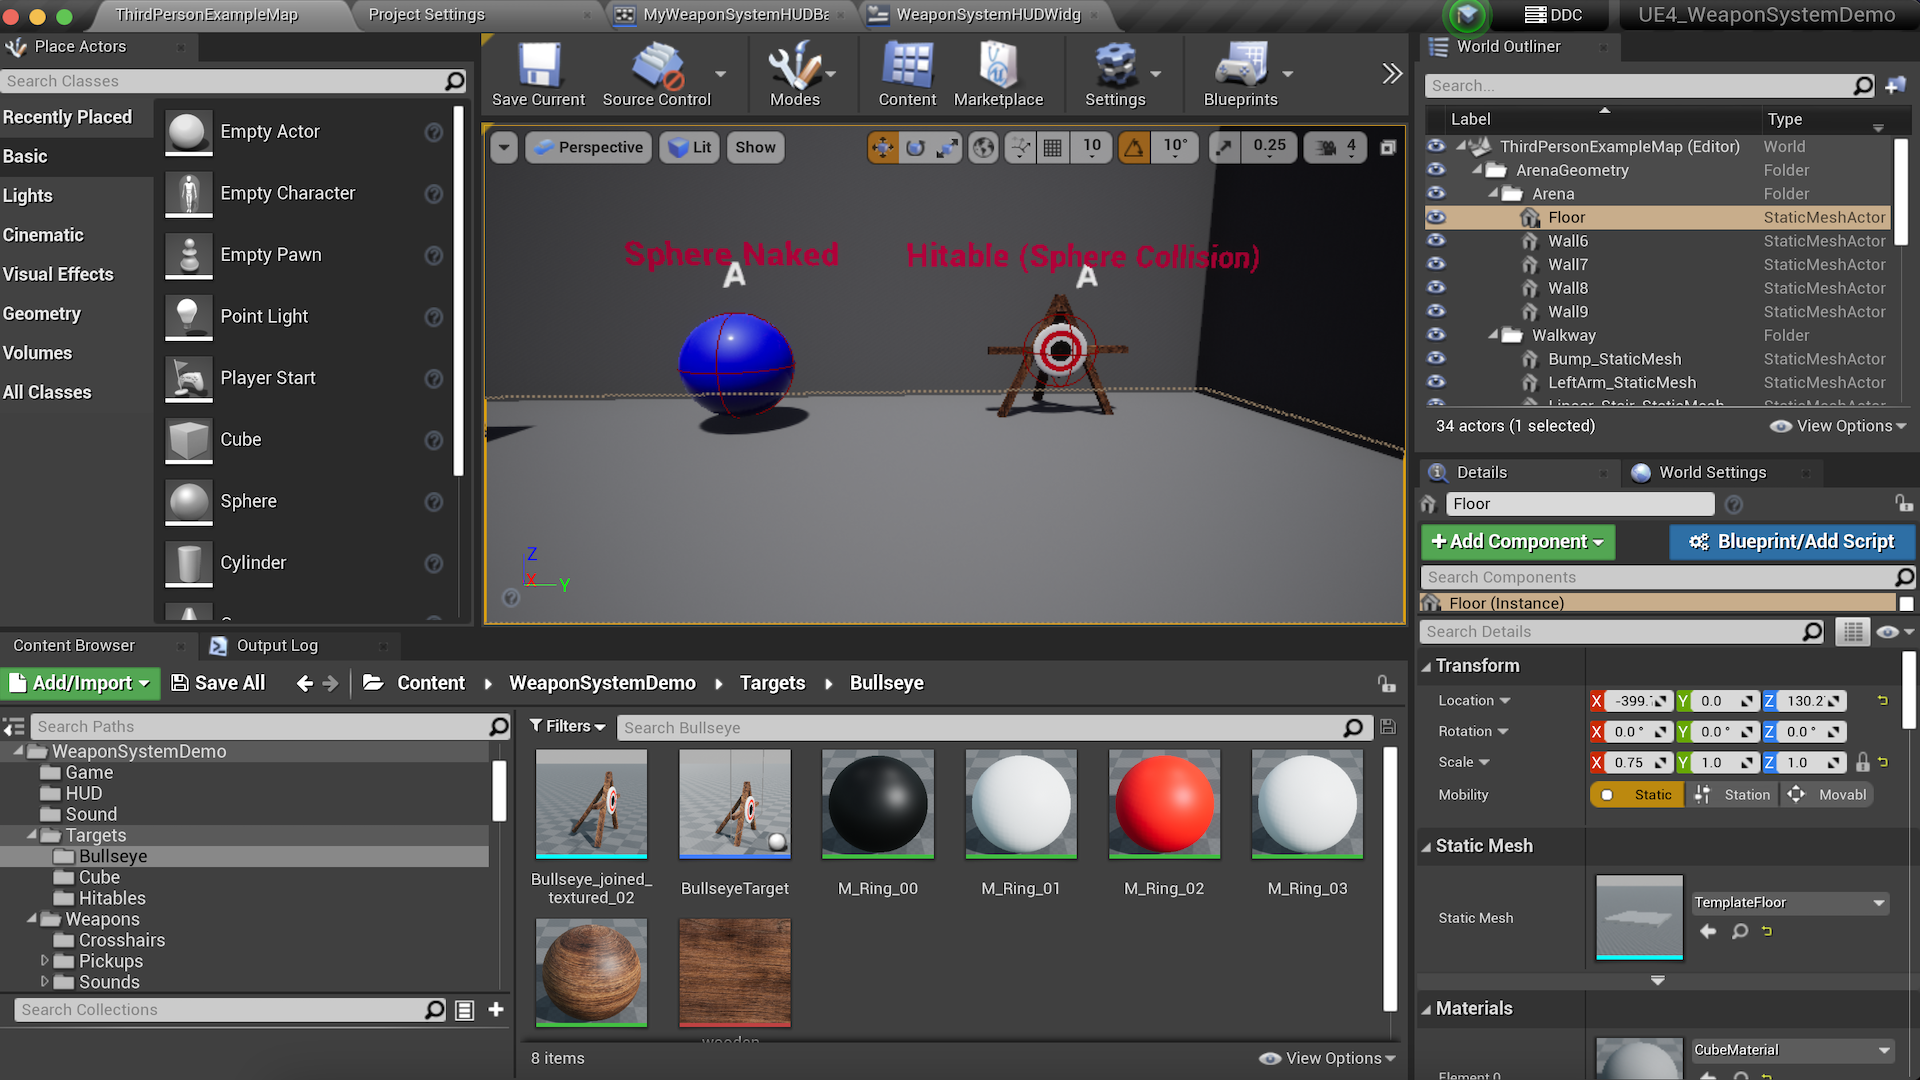 ThirdPersonExampleMap
Project Settings
MyWeaponSystemHUDBa
WeaponSystemHUDWidg
DDC
UE4_WeaponSystemDemo
Place Actors
Search Classes
Recently Placed
Basic
Lights
Cinematic
Visual Effects
Geometry
Volumes
All Classes
Empty Actor
Empty Character
Empty Pawn
Point Light
Player Start
Cube
Sphere
Cylinder
Save Current
Source Control
Modes
Content
Marketplace
Settings
Blueprints
Perspective
Lit
Show
10
10°
0.25
4
Sphere Naked
A
Hitable (Sphere Collision)
A
Z
X
Y
World Outliner
Search...
Label
Type
ThirdPersonExampleMap (Editor) World
ArenaGeometry Folder
Arena Folder
Floor StaticMeshActor
Wall6 StaticMeshActor
Wall7 StaticMeshActor
Wall8 StaticMeshActor
Wall9 StaticMeshActor
Walkway Folder
Bump_StaticMesh StaticMeshActor
LeftArm_StaticMesh StaticMeshActor
Linear_Stair_StaticMesh StaticMeshActor
34 actors (1 selected)
View Options
Details
World Settings
Floor
+Add Component
Blueprint/Add Script
Search Components
Floor (Instance)
Search Details
Transform
Location X -399. Y 0.0 Z 130.2
Rotation X 0.0° Y 0.0° Z 0.0°
Scale X 0.75 Y 1.0 Z 1.0
Mobility Static Station Movabl
Static Mesh
Static Mesh
TemplateFloor
Materials
CubeMaterial
Element 0
Content Browser
Output Log
Add/Import
Save All
Content
WeaponSystemDemo
Targets
Bullseye
Search Paths
WeaponSystemDemo
Game
HUD
Sound
Targets
Bullseye
Cube
Hitables
Weapons
Crosshairs
Pickups
Sounds
Search Collections
Filters
Search Bullseye
Bullseye_joined_
textured_02
BullseyeTarget
M_Ring_00
M_Ring_01
M_Ring_02
M_Ring_03
wooden
8 items
View Options